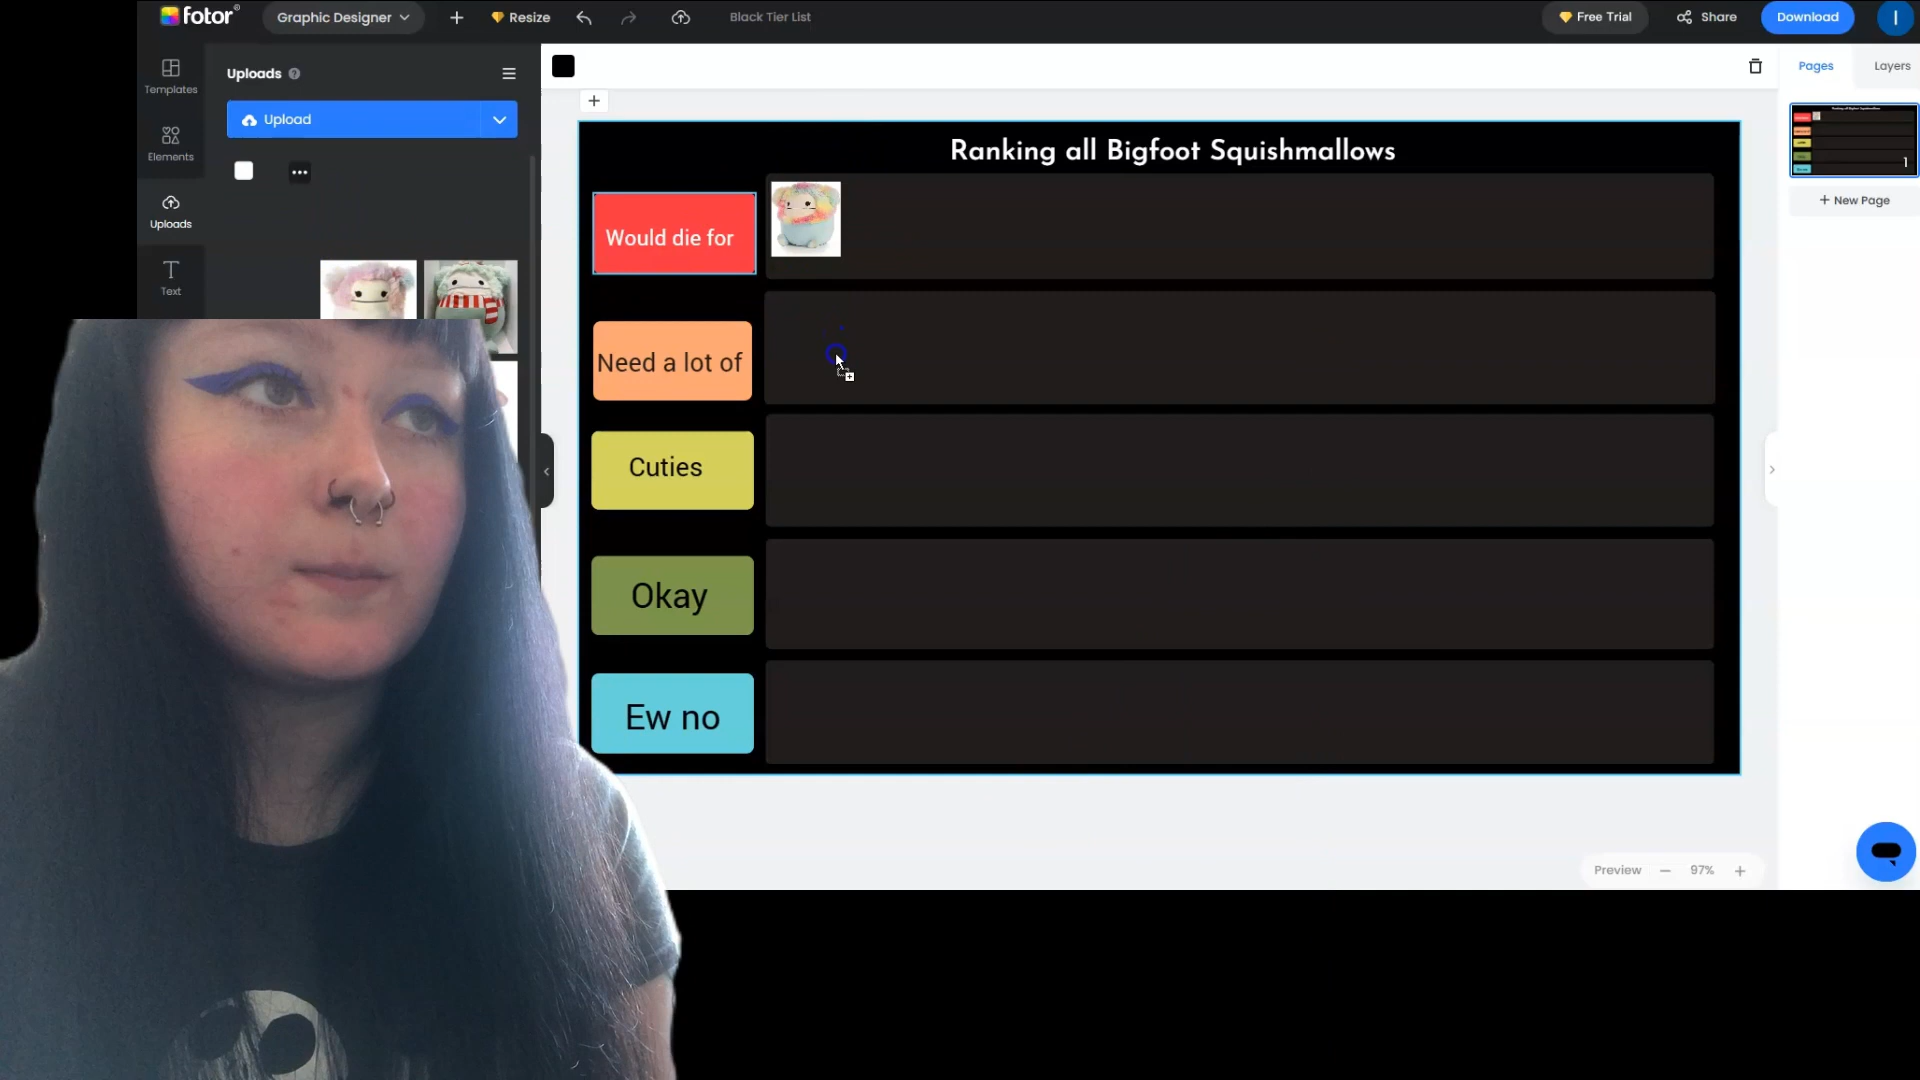 fotor®
Graphic Designer
Resize
Black Tier List
Free Trial
Share
Download
I
Templates
Uploads
Pages
Layers
Upload
Elements
Ranking all Bigfoot Squishmallows
1
Uploads
New Page
Would die for
Text
Need a lot of
Cuties
Okay
Ew no
Preview
97%